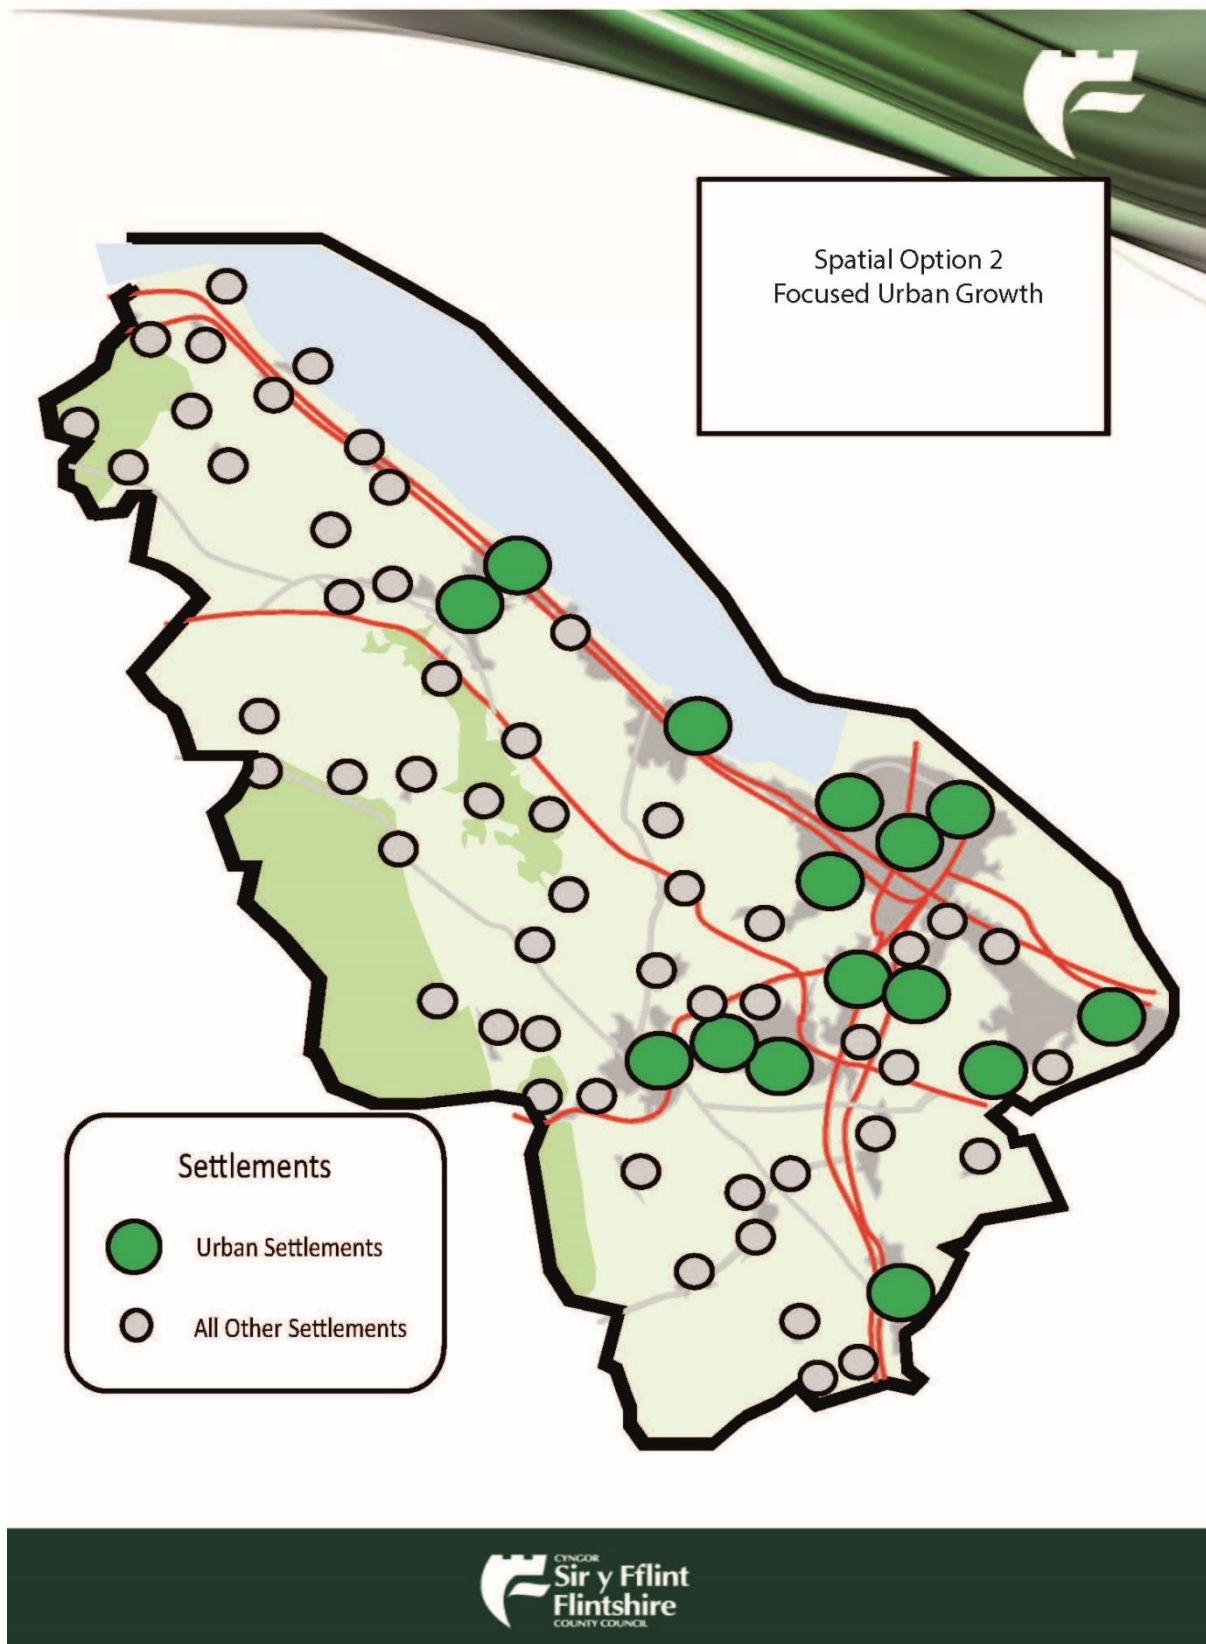 Spatial Option 2
Focused Urban Growth
Settlements
Urban Settlements
All Other Settlements
CYNGOR
Sir y Fflint
Flintshire
COUNTY COUNCIL